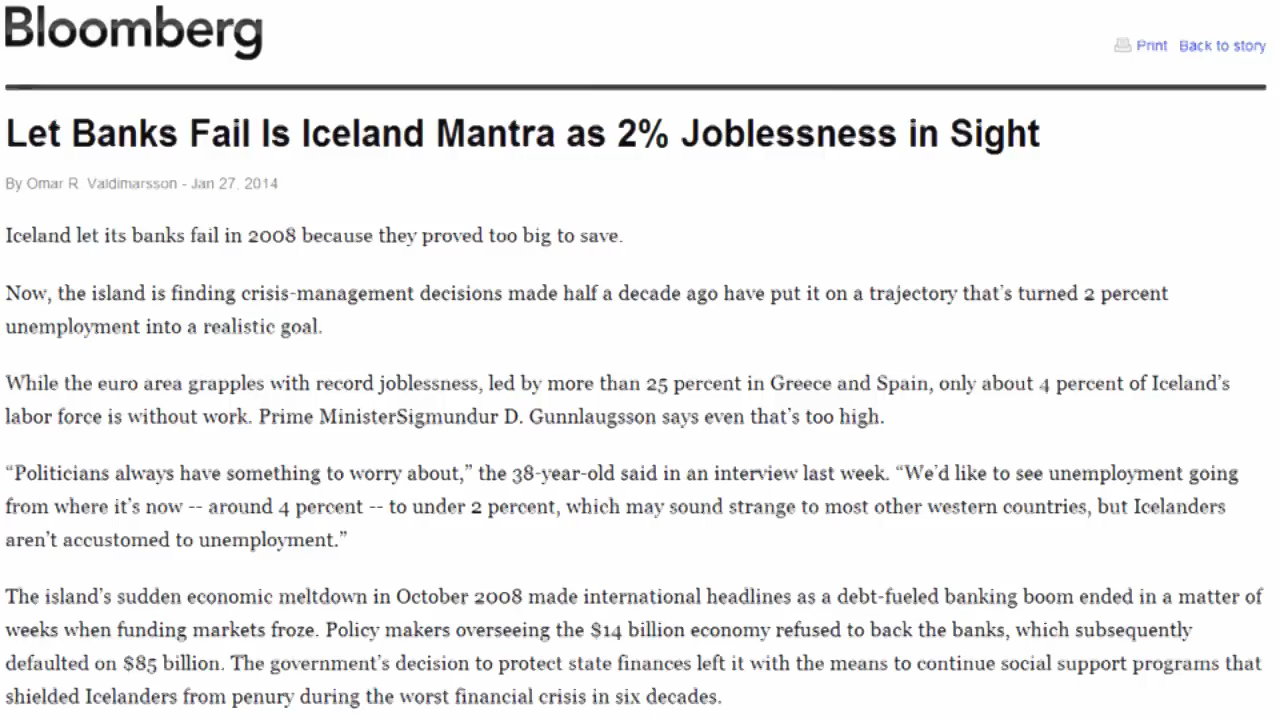 Bloomberg
Print Back to story
Let Banks Fail Is Iceland Mantra as 2% Joblessness in Sight
By Omar R. Valdimarsson - Jan 27, 2014
Iceland let its banks fail in 2008 because they proved too big to save.
Now, the island is finding crisis-management decisions made half a decade ago have put it on a trajectory that’s turned 2 percent
unemployment into a realistic goal.
While the euro area grapples with record joblessness, led by more than 25 percent in Greece and Spain, only about 4 percent of Iceland’s
labor force is without work. Prime MinisterSigmundur D. Gunnlaugsson says even that’s too high.
“Politicians always have something to worry about,” the 38-year-old said in an interview last week. “We’d like to see unemployment going
from where it’s now -- around 4 percent -- to under 2 percent, which may sound strange to most other western countries, but Icelanders
aren’t accustomed to unemployment.”
The island’s sudden economic meltdown in October 2008 made international headlines as a debt-fueled banking boom ended in a matter of
weeks when funding markets froze. Policy makers overseeing the $14 billion economy refused to back the banks, which subsequently
defaulted on $85 billion. The government’s decision to protect state finances left it with the means to continue social support programs that
shielded Icelanders from penury during the worst financial crisis in six decades.